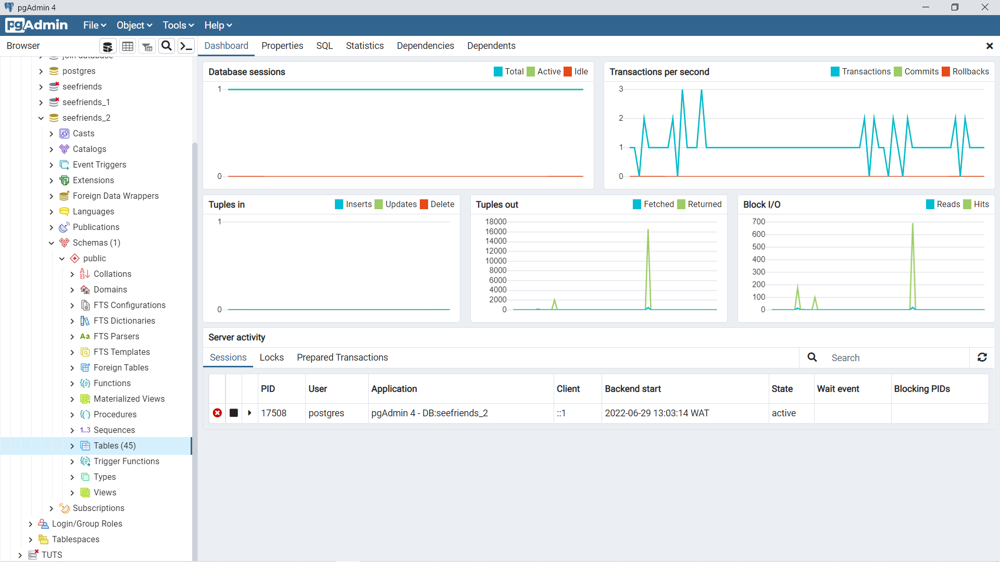 pgAdmin 4
pgAdmin File Object Tools Help
Browser
Dashboard Properties SQL Statistics Dependencies Dependents
join database
postgres
seefriends
seefriends_1
seefriends_2
Casts
Catalogs
Event Triggers
Extensions
Foreign Data Wrappers
Languages
Publications
Schemas (1)
public
Collations
Domains
FTS Configurations
FTS Dictionaries
Aa FTS Parsers
FTS Templates
Foreign Tables
Functions
Materialized Views
Procedures
1..3 Sequences
Tables (45)
Trigger Functions
Types
Views
Subscriptions
Login/Group Roles
Tablespaces
TUTS
Database sessions Total Active Idle
1
0
Transactions per second Transactions Commits Rollbacks
3
2
1
0
Tuples in Inserts Updates Delete
1
0
Tuples out Fetched Returned
18000
16000
14000
12000
10000
8000
6000
4000
2000
0
Block I/O Reads Hits
700
600
500
400
300
200
100
0
Server activity
Sessions Locks Prepared Transactions Search
PID User Application Client Backend start State Wait event Blocking PIDs
17508 postgres pgAdmin 4 - DB:seefriends_2 ::1 2022-06-29 13:03:14 WAT active